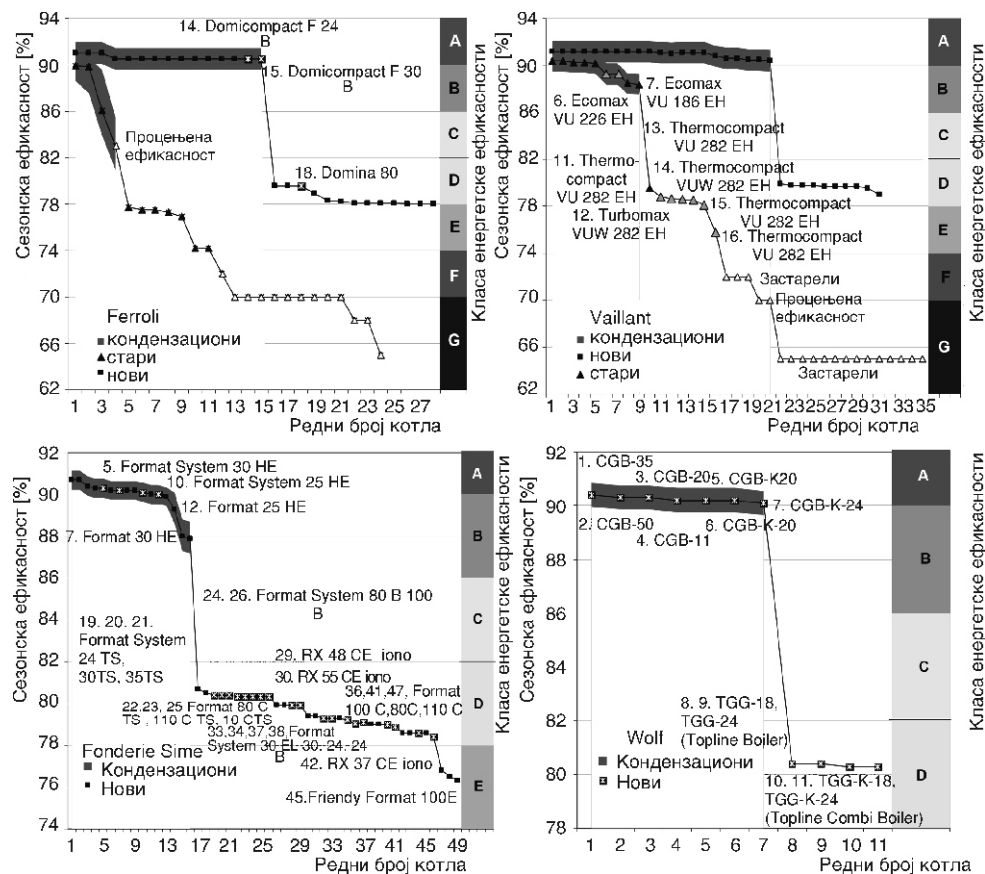 Сезонска ефикасност [%]
94
90
86
82
78
74
70
66
62
14. Domicompact F 24
В
15. Domicompact F 30
В
Процењена
ефикасност
18. Domina 80
Ferroli
кондензациони
стари
нови
1 3 5 7 9 11 13 15 17 19 21 23 25 27
Редни број котла
A
B
C
D
E
F
G
Класа енергетске ефикасности
Сезонска ефикасност [%]
94
90
86
82
78
74
70
66
62
7. Ecomax
VU 186 EH
6. Ecomax
VU 226 EH
13. Thermocompact
VU 282 EH
11. Thermo-
compact
VU 282 EH
14. Thermocompact
VUW 282 EH
12. Turbomax
VUW 282 EH
15. Thermocompact
VU 282 EH
16. Thermocompact
VU 282 EH
Застарели
Процењена
ефикасност
Застарели
Vaillant
кондензациони
нови
стари
1 3 5 7 9 11 13 15 17 19 21 23 25 27 29 31 33 35
Редни број котла
A
B
C
D
E
F
G
Класа енергетске ефикасности
Сезонска ефикасност [%]
92
90
88
86
84
82
80
78
76
74
5. Format System 30 HE
10. Format System 25 HE
12. Format 25 HE
7. Format 30 HE
24. 26. Format System 80 B 100
B
19. 20. 21.
Format System
24 TS,
30TS, 35TS
29. RX 48 CE iono
30. RX 55 CE iono
36,41,47, Format
100 C,80C,110 C
22,23, 25 Format 80 C
TS , 110 C TS, 10 CTS
33,34,37,38,Format
System 30 EL 30,-24,-24
B
42. RX 37 CE iono
45.Friendy Format 100E
Fonderie Sime
Кондензациони
Нови
1 5 9 13 17 21 25 29 33 37 41 45 49
Редни број котла
A
B
C
D
E
Класа енергетске ефикасности
Сезонска ефикасност [%]
92
90
88
86
84
82
80
78
1. CGB-35
3. CGB-20
5. CGB-K20
7. CGB-K-24
2. CGB-50
4. CGB-11
6. CGB-K-20
8. 9. TGG-18,
TGG-24
(Topline Boiler)
10. 11. TGG-K-18,
TGG-K-24
(Topline Combi Boiler)
Wolf
Кондензациони
Нови
1 2 3 4 5 6 7 8 9 10 11
Редни број котла
A
B
C
D
Класа енергетске ефикасности